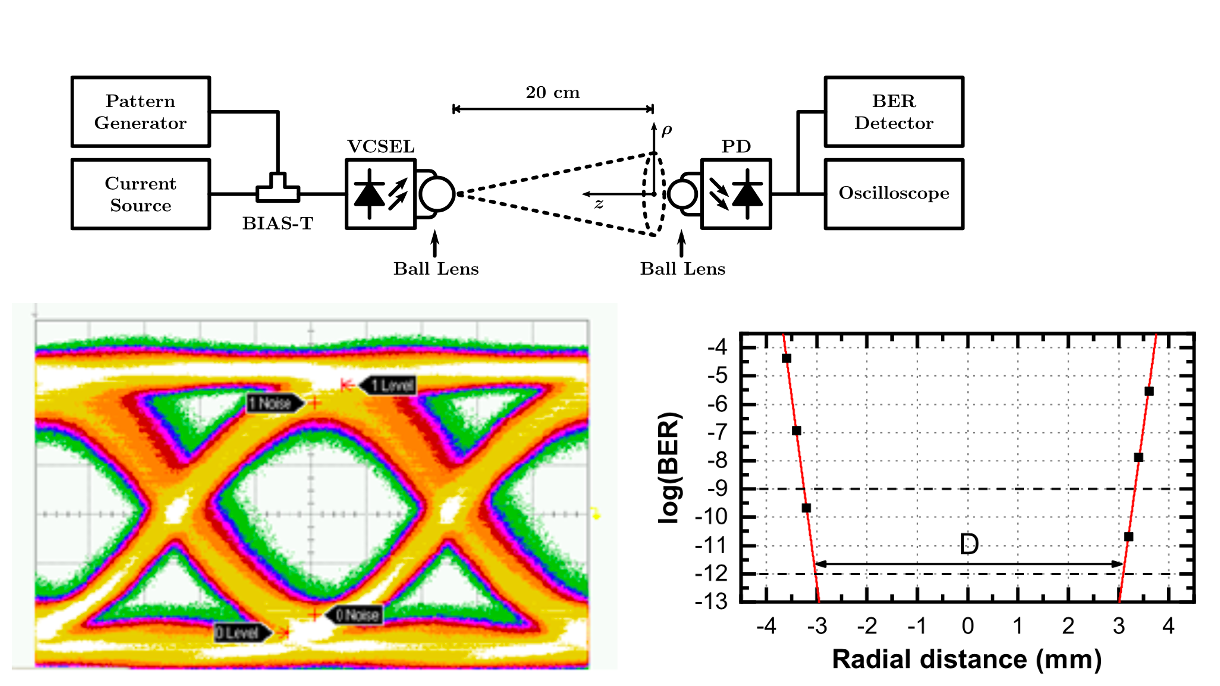 20 cm
Pattern
Generator
BER
Detector
ρ
VCSEL
PD
Current
Source
Oscilloscope
z
BIAS-T
Ball Lens
Ball Lens
1 Level
1 Noise
0 Noise
0 Level
log(BER)
-4
-5
-6
-7
-8
-9
-10
-11
-12
-13
D
-4 -3 -2 -1 0 1 2 3 4
Radial distance (mm)